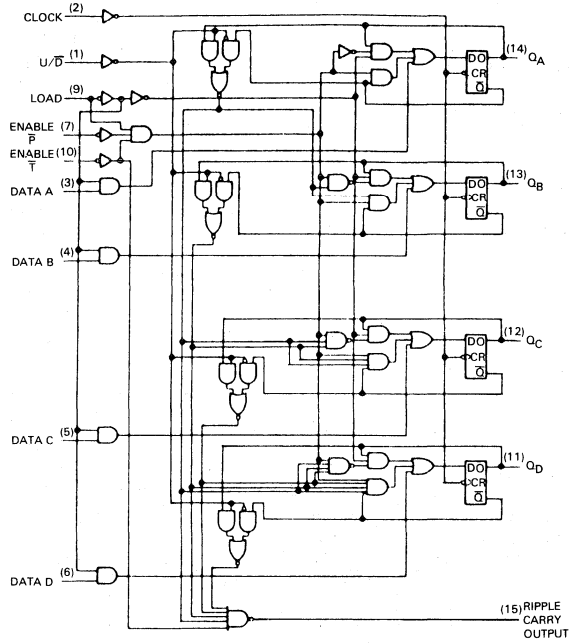 CLOCK (2)
U/D̅ (1)
LOAD (9)
ENABLE P̅ (7)
ENABLE T̅ (10)
DATA A (3)
DATA B (4)
DATA C (5)
DATA D (6)
DO
CR
Q̅
(14) QA
DO
CR
Q̅
(13) QB
DO
CR
Q̅
(12) QC
DO
CR
Q̅
(11) QD
(15) RIPPLE
CARRY
OUTPUT